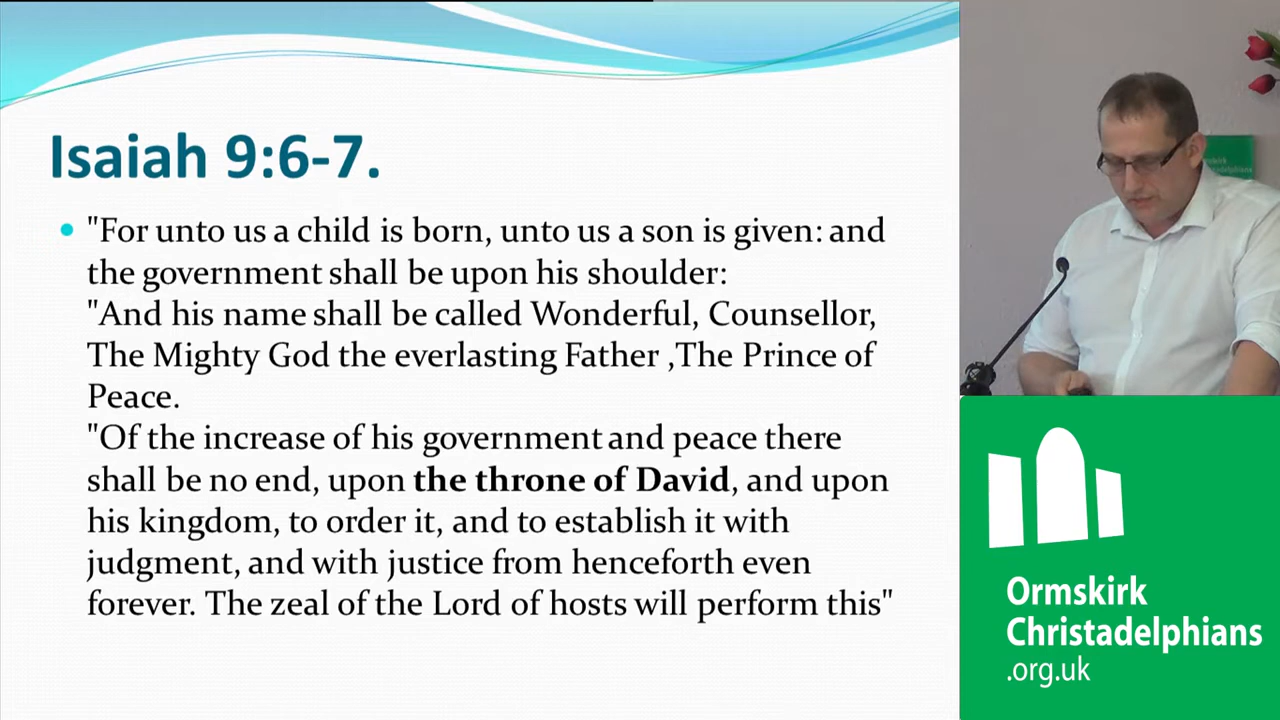 Isaiah 9:6-7.
"For unto us a child is born, unto us a son is given: and
the government shall be upon his shoulder:
"And his name shall be called Wonderful, Counsellor,
The Mighty God the everlasting Father ,The Prince of
Peace.
"Of the increase of his government and peace there
shall be no end, upon the throne of David, and upon
his kingdom, to order it, and to establish it with
judgment, and with justice from henceforth even
forever. The zeal of the Lord of hosts will perform this"
Ormskirk
Christadelphians
Ormskirk
Christadelphians
.org.uk